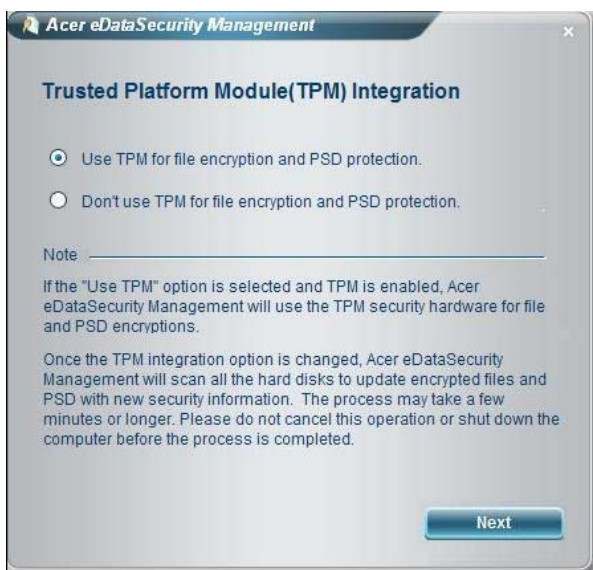 Acer eDataSecurity Management
Trusted Platform Module(TPM) Integration
Use TPM for file encryption and PSD protection.
Don't use TPM for file encryption and PSD protection.
Note
If the "Use TPM" option is selected and TPM is enabled, Acer
eDataSecurity Management will use the TPM security hardware for file
and PSD encryptions.
Once the TPM integration option is changed, Acer eDataSecurity
Management will scan all the hard disks to update encrypted files and
PSD with new security information. The process may take a few
minutes or longer. Please do not cancel this operation or shut down the
computer before the process is completed.
Next